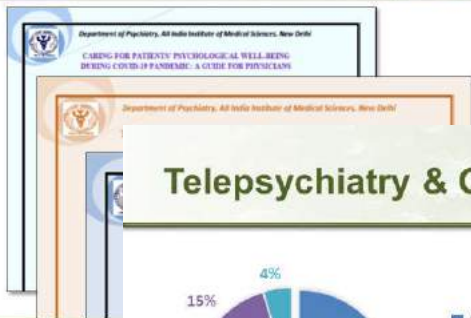 Department of Psychiatry, All India Institute of Medical Sciences, New Delhi
CARING FOR PATIENTS' PSYCHOLOGICAL WELL-BEING
DURING COVID-19 PANDEMIC: A GUIDE FOR PHYSICIANS
Department of Psychiatry, All India Institute of Medical Sciences, New Delhi
Telepsychiatry &
4%
15%